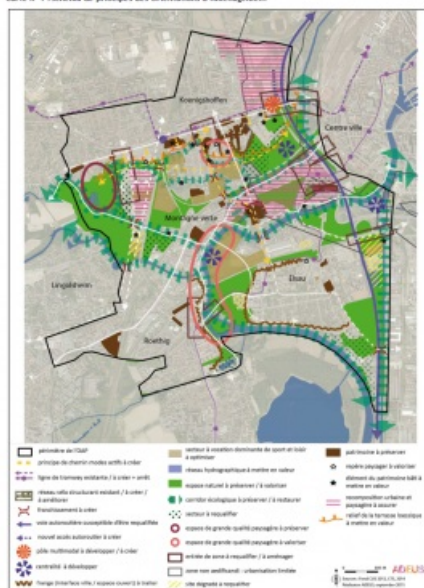 Koenigshoffen
Centre ville
Montagne verte
Lingolsheim
Elsau
Roethig
périmètre de l'OAP
principe de chemin modes actifs à créer
ligne de tramway existante / à créer + arrêt
réseau vélo structurant existant / à créer / à améliorer
franchissement à créer
voie autoroutière susceptible d'être requalifiée
nouvel accès autoroutier à créer
pôle multimodal à développer / à créer
centralité à développer
frange (interface ville / espace ouvert) à traiter
secteur à vocation dominante de sport et loisir à optimiser
réseau hydrographique à mettre en valeur
espace naturel à préserver / à valoriser
corridor écologique à préserver / à restaurer
secteur à requalifier
espace de grande qualité paysagère à préserver
espace de grande qualité paysagère à valoriser
entrée de zone à requalifier / à aménager
zone non aedificandi - urbanisation limitée
site dégradé à requalifier
patrimoine à préserver
repère paysager à valoriser
élément du patrimoine bâti à mettre en valeur
recomposition urbaine et paysagère à assurer
relief de la terrasse loessique à mettre en valeur
ADEUS